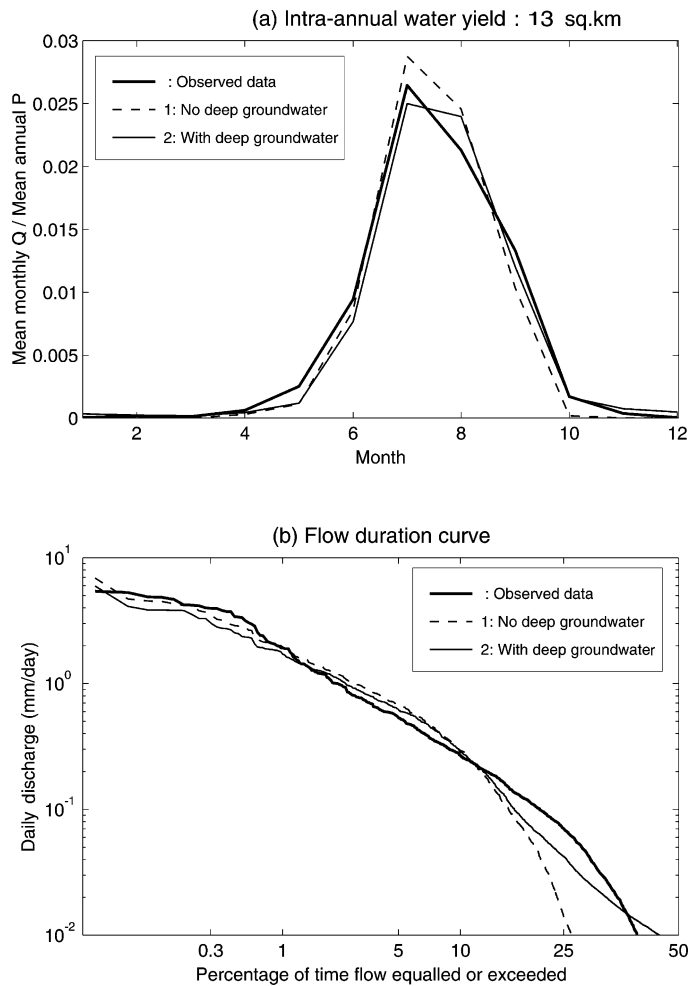 (a) Intra-annual water yield : 13 sq.km
0.03
0.025
0.02
0.015
0.01
0.005
0
: Observed data
1: No deep groundwater
2: With deep groundwater
Mean monthly Q / Mean annual P
2 4 6 8 10 12
Month
(b) Flow duration curve
10^1
10^0
10^-1
10^-2
: Observed data
1: No deep groundwater
2: With deep groundwater
Daily discharge (mm/day)
0.3 1 5 10 25 50
Percentage of time flow equalled or exceeded